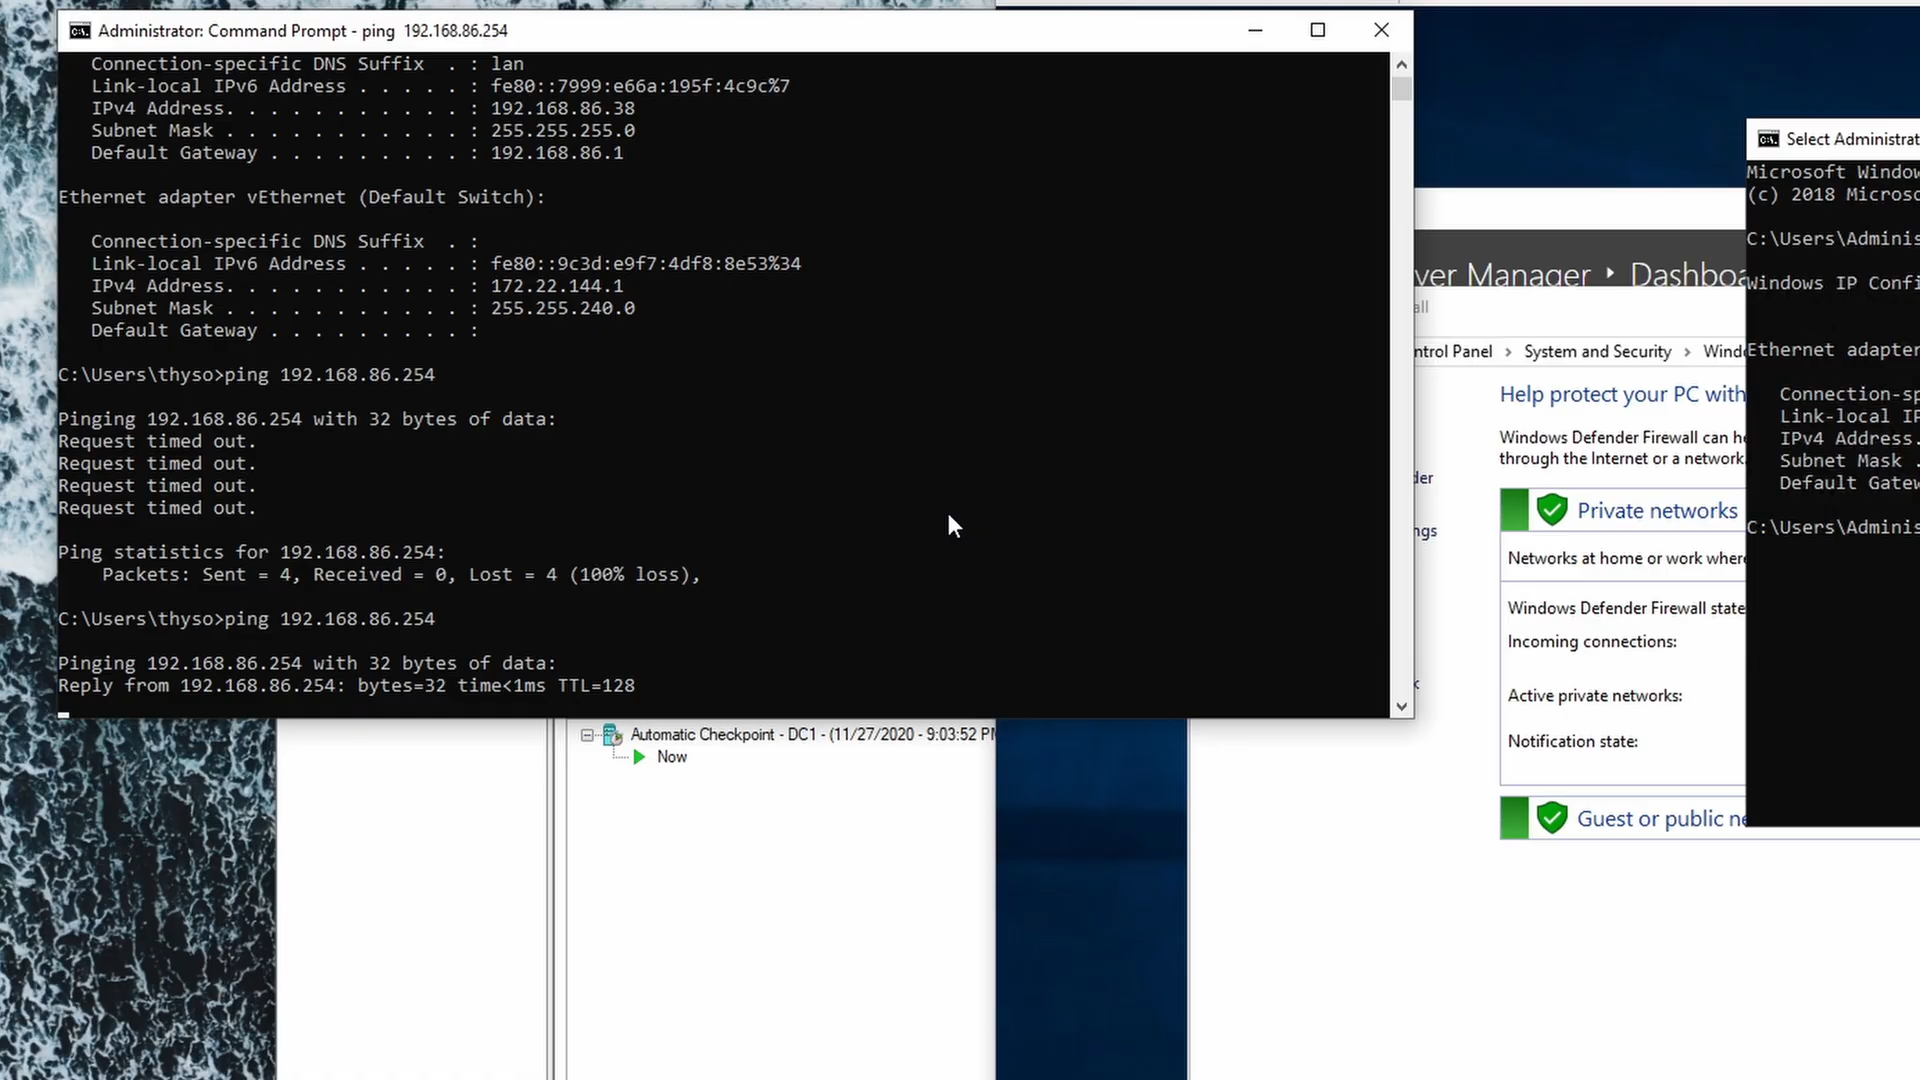 Administrator: Command Prompt - ping  192.168.86.254
Connection-specific DNS Suffix  . : lan
Link-local IPv6 Address . . . . . : fe80::7999:e66a:195f:4c9c%7
IPv4 Address. . . . . . . . . . . : 192.168.86.38
Subnet Mask . . . . . . . . . . . : 255.255.255.0
Default Gateway . . . . . . . . . : 192.168.86.1
Ethernet adapter vEthernet (Default Switch):
Connection-specific DNS Suffix  . :
Link-local IPv6 Address . . . . . : fe80::9c3d:e9f7:4df8:8e53%34
IPv4 Address. . . . . . . . . . . : 172.22.144.1
Subnet Mask . . . . . . . . . . . : 255.255.240.0
Default Gateway . . . . . . . . . :
C:\Users\thyso>ping 192.168.86.254
Pinging 192.168.86.254 with 32 bytes of data:
Request timed out.
Request timed out.
Request timed out.
Request timed out.
Ping statistics for 192.168.86.254:
Packets: Sent = 4, Received = 0, Lost = 4 (100% loss),
C:\Users\thyso>ping 192.168.86.254
Pinging 192.168.86.254 with 32 bytes of data:
Reply from 192.168.86.254: bytes=32 time<1ms TTL=128
Automatic Checkpoint - DC1 - (11/27/2020 - 9:03:52 PM
Now
ver Manager ‣ Dashboa
all
ntrol Panel > System and Security > Wind
Help protect your PC with
Windows Defender Firewall can he
through the Internet or a network.
der
ngs
Private networks
Networks at home or work where
Windows Defender Firewall state
Incoming connections:
Active private networks:
Notification state:
Guest or public ne
Select Administrat
Microsoft Window
(c) 2018 Microso
C:\Users\Adminis
Windows IP Confi
Ethernet adapter
Connection-sp
Link-local IP
IPv4 Address.
Subnet Mask .
Default Gatew
C:\Users\Adminis